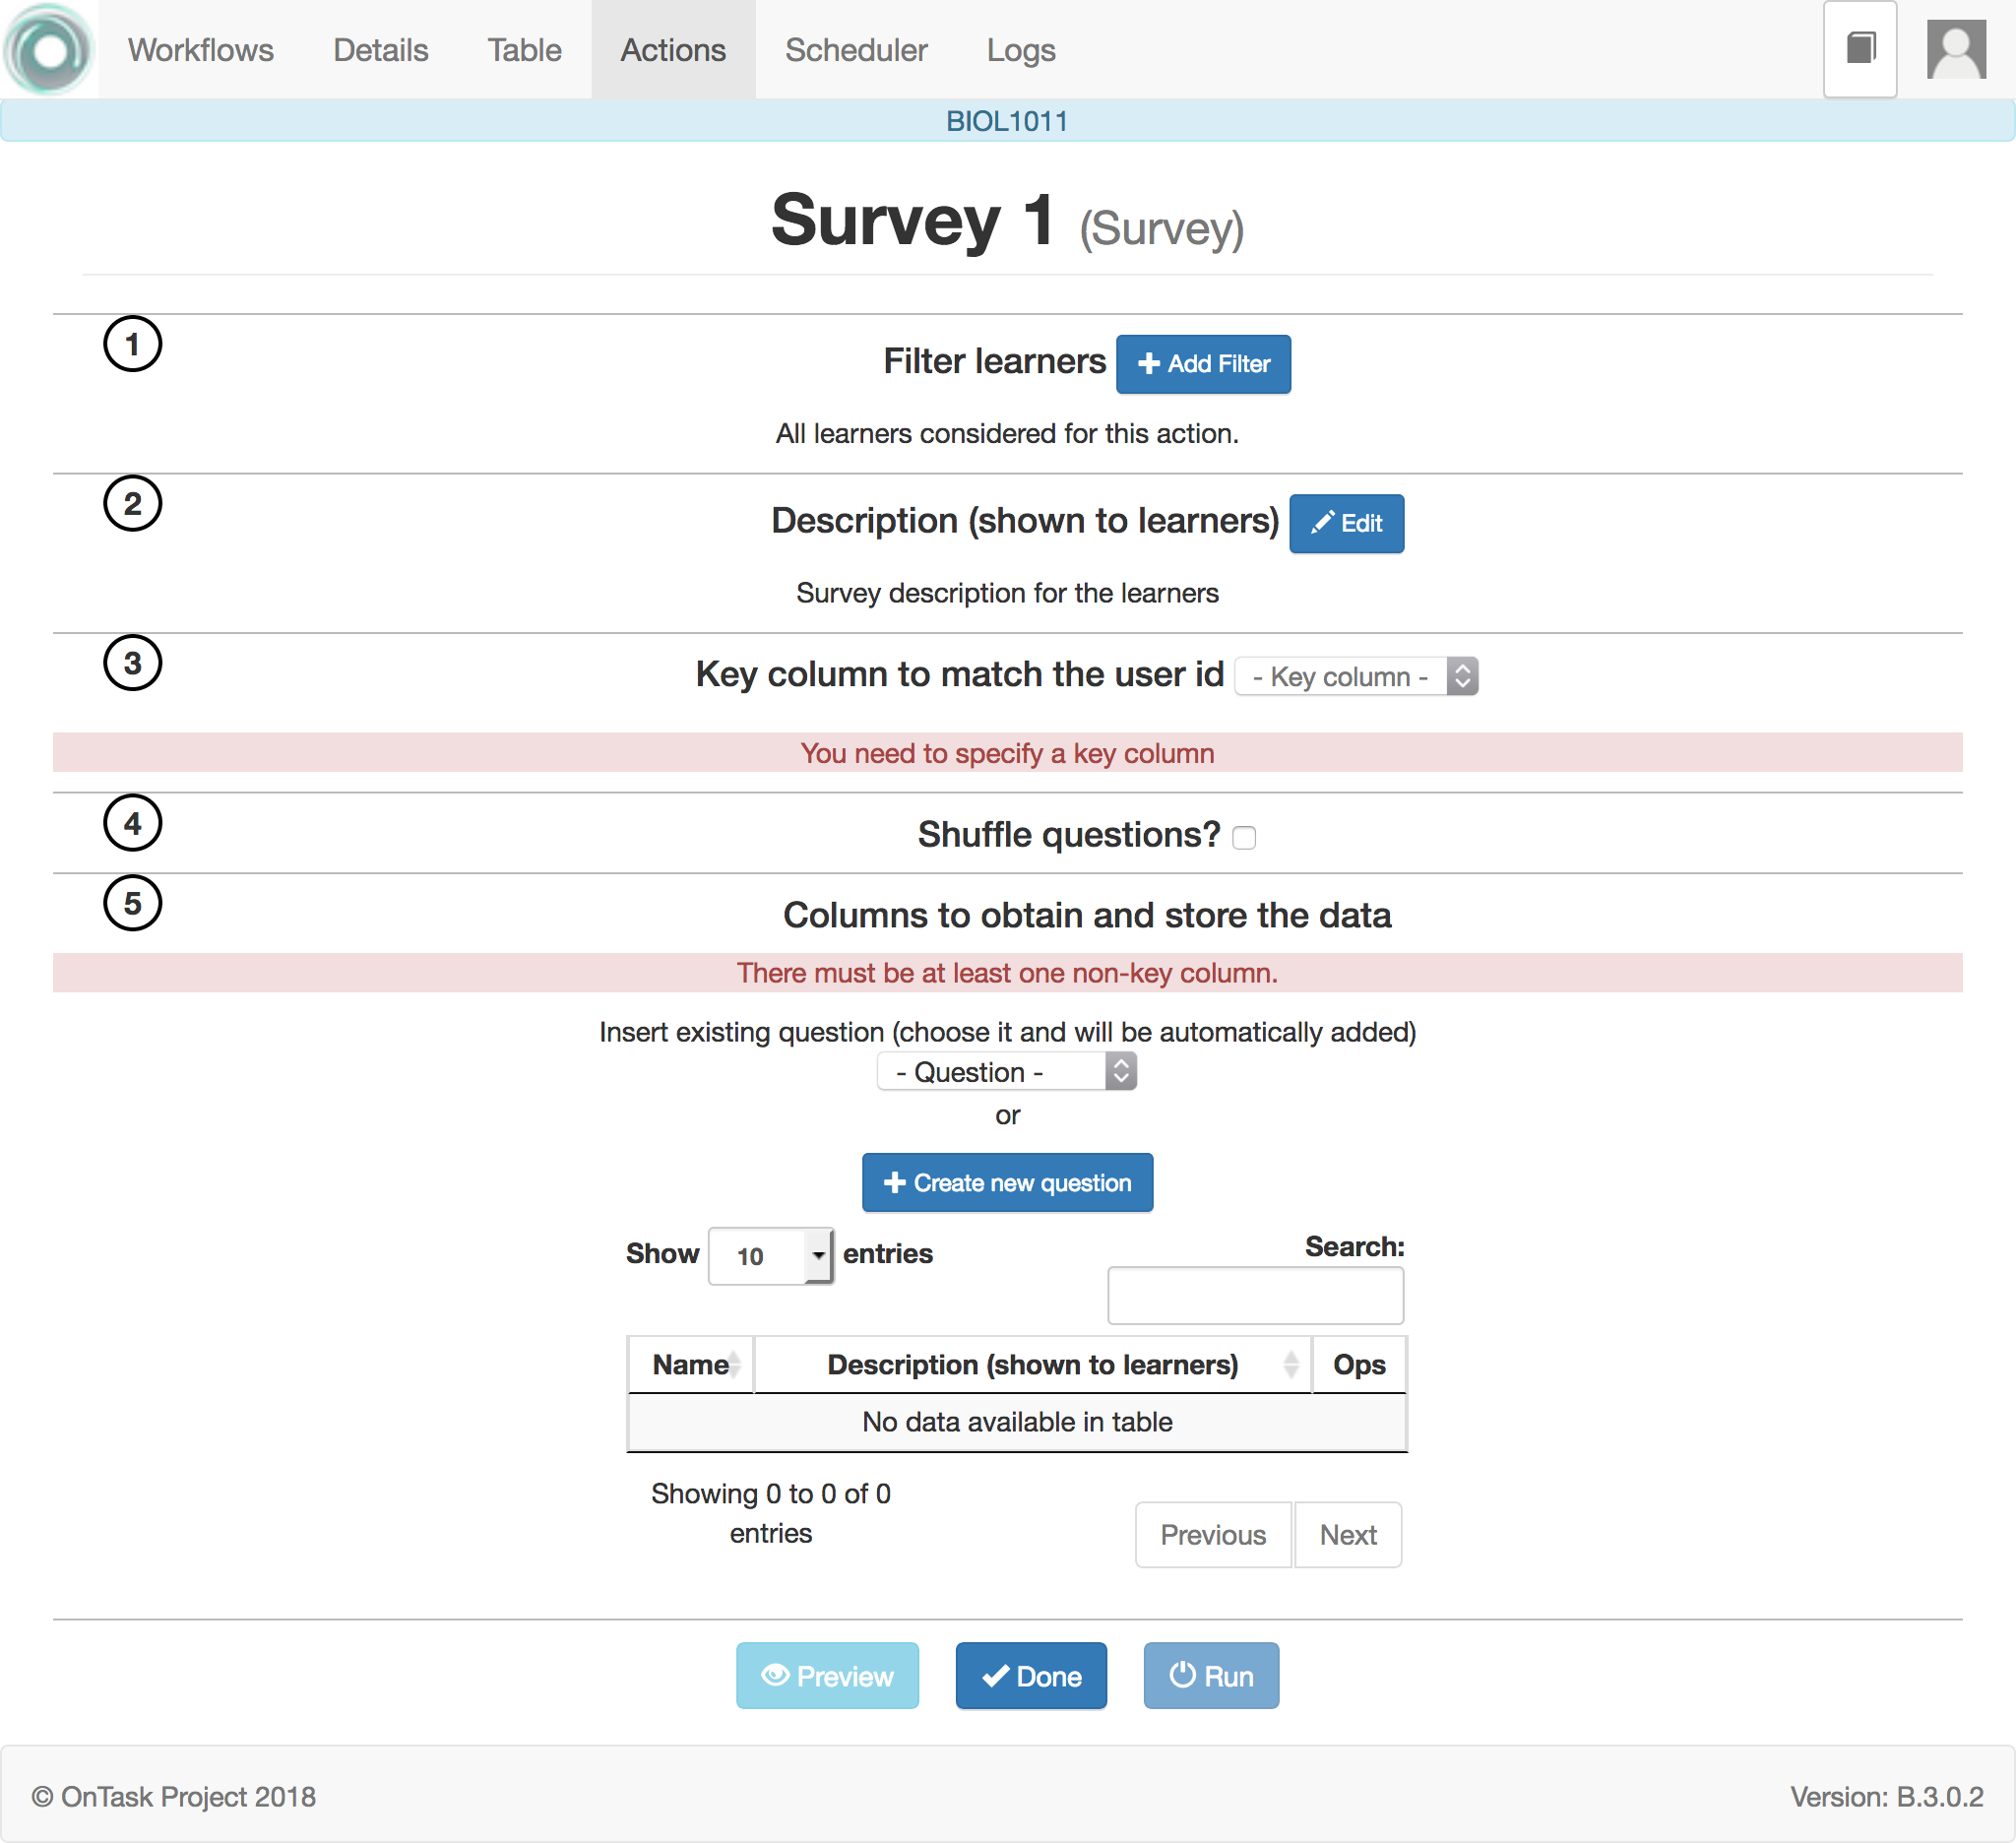 Workflows Details Table Actions Scheduler Logs
BIOL1011
Survey 1 (Survey)
1
Filter learners Add Filter
All learners considered for this action.
2
Description (shown to learners) Edit
Survey description for the learners
3
Key column to match the user id - Key column -
You need to specify a key column
4
Shuffle questions?
5
Columns to obtain and store the data
There must be at least one non-key column.
Insert existing question (choose it and will be automatically added)
- Question -
or
Create new question
Show 10 entries
Search:
Name Description (shown to learners) Ops
No data available in table
Showing 0 to 0 of 0
entries
Previous Next
Preview Done Run
© OnTask Project 2018 Version: B.3.0.2